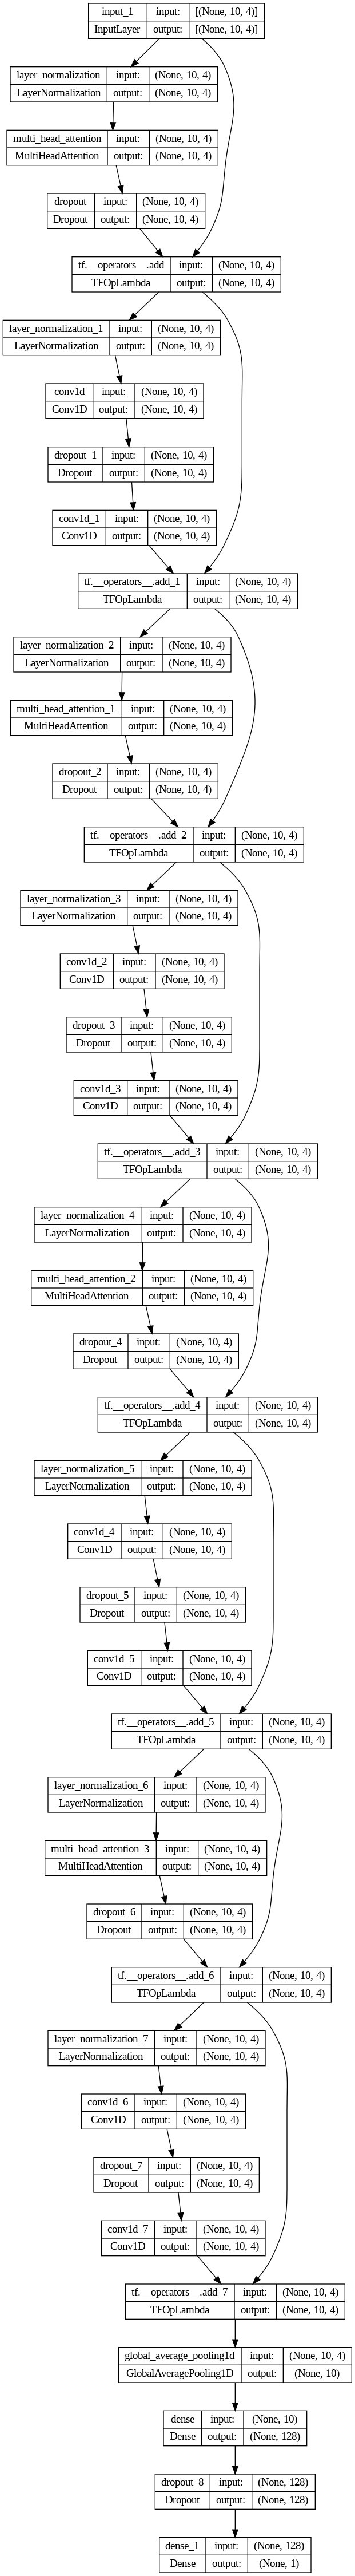 input_1 input: [(None, 10, 4)]
InputLayer output: [(None, 10, 4)]
layer_normalization input: (None, 10, 4)
LayerNormalization output: (None, 10, 4)
multi_head_attention input: (None, 10, 4)
MultiHeadAttention output: (None, 10, 4)
dropout input: (None, 10, 4)
Dropout output: (None, 10, 4)
tf.__operators__.add input: (None, 10, 4)
TFOpLambda output: (None, 10, 4)
layer_normalization_1 input: (None, 10, 4)
LayerNormalization output: (None, 10, 4)
conv1d input: (None, 10, 4)
Conv1D output: (None, 10, 4)
dropout_1 input: (None, 10, 4)
Dropout output: (None, 10, 4)
conv1d_1 input: (None, 10, 4)
Conv1D output: (None, 10, 4)
tf.__operators__.add_1 input: (None, 10, 4)
TFOpLambda output: (None, 10, 4)
layer_normalization_2 input: (None, 10, 4)
LayerNormalization output: (None, 10, 4)
multi_head_attention_1 input: (None, 10, 4)
MultiHeadAttention output: (None, 10, 4)
dropout_2 input: (None, 10, 4)
Dropout output: (None, 10, 4)
tf.__operators__.add_2 input: (None, 10, 4)
TFOpLambda output: (None, 10, 4)
layer_normalization_3 input: (None, 10, 4)
LayerNormalization output: (None, 10, 4)
conv1d_2 input: (None, 10, 4)
Conv1D output: (None, 10, 4)
dropout_3 input: (None, 10, 4)
Dropout output: (None, 10, 4)
conv1d_3 input: (None, 10, 4)
Conv1D output: (None, 10, 4)
tf.__operators__.add_3 input: (None, 10, 4)
TFOpLambda output: (None, 10, 4)
layer_normalization_4 input: (None, 10, 4)
LayerNormalization output: (None, 10, 4)
multi_head_attention_2 input: (None, 10, 4)
MultiHeadAttention output: (None, 10, 4)
dropout_4 input: (None, 10, 4)
Dropout output: (None, 10, 4)
tf.__operators__.add_4 input: (None, 10, 4)
TFOpLambda output: (None, 10, 4)
layer_normalization_5 input: (None, 10, 4)
LayerNormalization output: (None, 10, 4)
conv1d_4 input: (None, 10, 4)
Conv1D output: (None, 10, 4)
dropout_5 input: (None, 10, 4)
Dropout output: (None, 10, 4)
conv1d_5 input: (None, 10, 4)
Conv1D output: (None, 10, 4)
tf.__operators__.add_5 input: (None, 10, 4)
TFOpLambda output: (None, 10, 4)
layer_normalization_6 input: (None, 10, 4)
LayerNormalization output: (None, 10, 4)
multi_head_attention_3 input: (None, 10, 4)
MultiHeadAttention output: (None, 10, 4)
dropout_6 input: (None, 10, 4)
Dropout output: (None, 10, 4)
tf.__operators__.add_6 input: (None, 10, 4)
TFOpLambda output: (None, 10, 4)
layer_normalization_7 input: (None, 10, 4)
LayerNormalization output: (None, 10, 4)
conv1d_6 input: (None, 10, 4)
Conv1D output: (None, 10, 4)
dropout_7 input: (None, 10, 4)
Dropout output: (None, 10, 4)
conv1d_7 input: (None, 10, 4)
Conv1D output: (None, 10, 4)
tf.__operators__.add_7 input: (None, 10, 4)
TFOpLambda output: (None, 10, 4)
global_average_pooling1d input: (None, 10, 4)
GlobalAveragePooling1D output: (None, 10)
dense input: (None, 10)
Dense output: (None, 128)
dropout_8 input: (None, 128)
Dropout output: (None, 128)
dense_1 input: (None, 128)
Dense output: (None, 1)